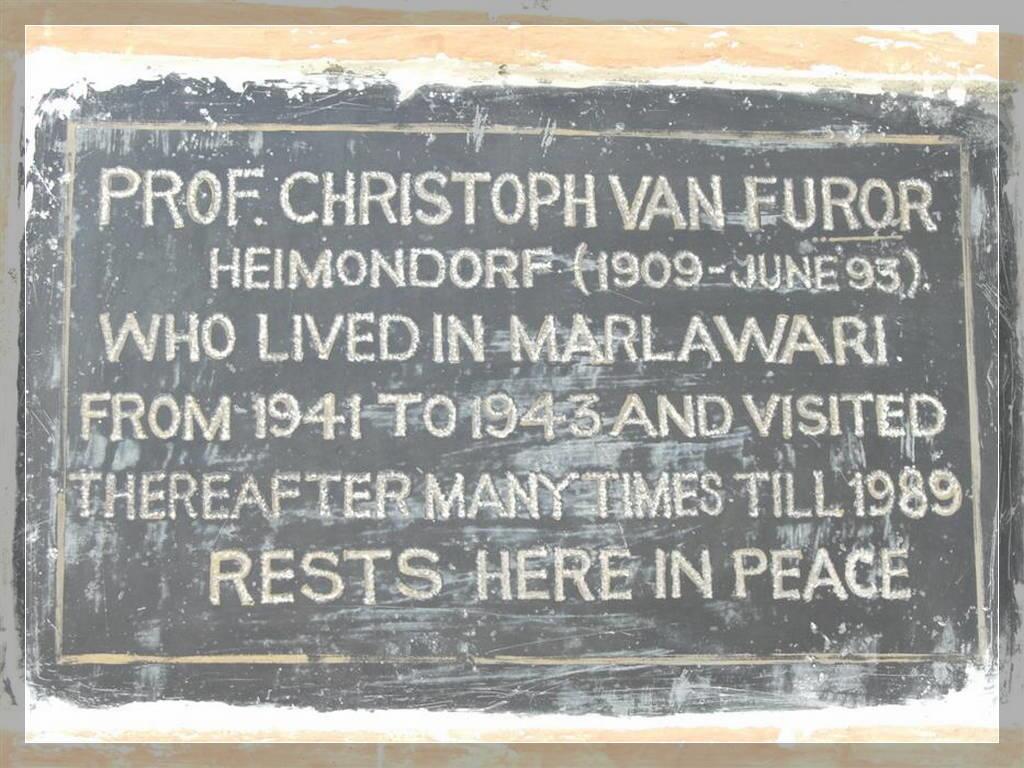 PROF. CHRISTOPH VAN FUROR
HEIMONDORF (1909-JUNE 93).
WHO LIVED IN MARLAWARI.
FROM 1941 TO 1943 AND VISITED
THEREAFTER MANY TIMES TILL 1989
RESTS HERE IN PEACE